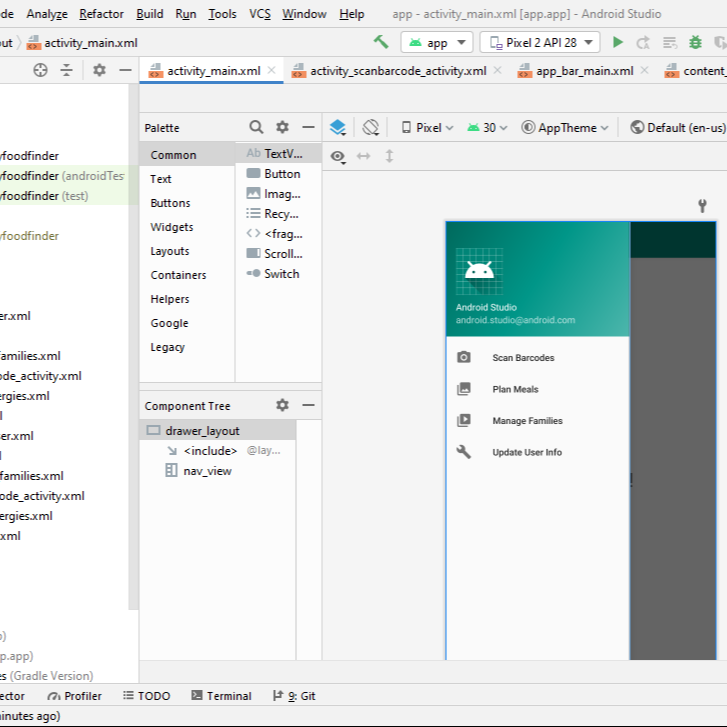 de Analyze Refactor Build Run Tools VCS Window Help app - activity_main.xml [app.app] - Android Studio
out activity_main.xml app Pixel 2 API 28
activity_main.xml activity_scanbarcode_activity.xml app_bar_main.xml content_
Palette Pixel 30 AppTheme Default (en-us)
Common
Text
Buttons
Widgets
Layouts
Containers
Helpers
Google
Legacy
Ab TextV...
Button
Imag...
Recy...
<frag...
Scroll...
Switch
yfoodfinder
yfoodfinder (androidTes
yfoodfinder (test)
yfoodfinder
er.xml
families.xml
ode_activity.xml
ergies.xml
l
ser.xml
l
families.xml
ode_activity.xml
ergies.xml
.xml
p)
p.app)
es (Gradle Version)
Component Tree
drawer_layout
<include> @lay...
nav_view
Android Studio
android.studio@android.com
Scan Barcodes
Plan Meals
Manage Families
Update User Info
!
ector Profiler TODO Terminal 9: Git
inutes ago)